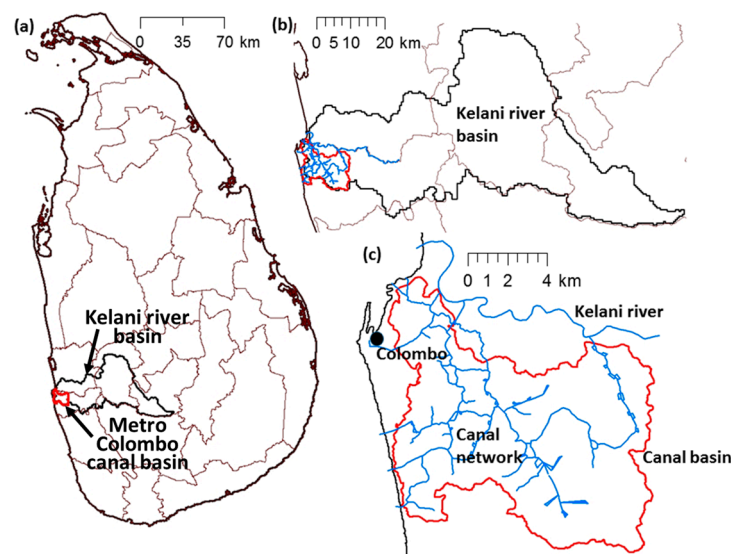 (a)
0 35 70 km
Kelani river
basin
Metro
Colombo
canal basin
(b)
0 5 10 20 km
Kelani river
basin
(c)
0 1 2 4 km
Kelani river
Colombo
Canal
network
Canal basin